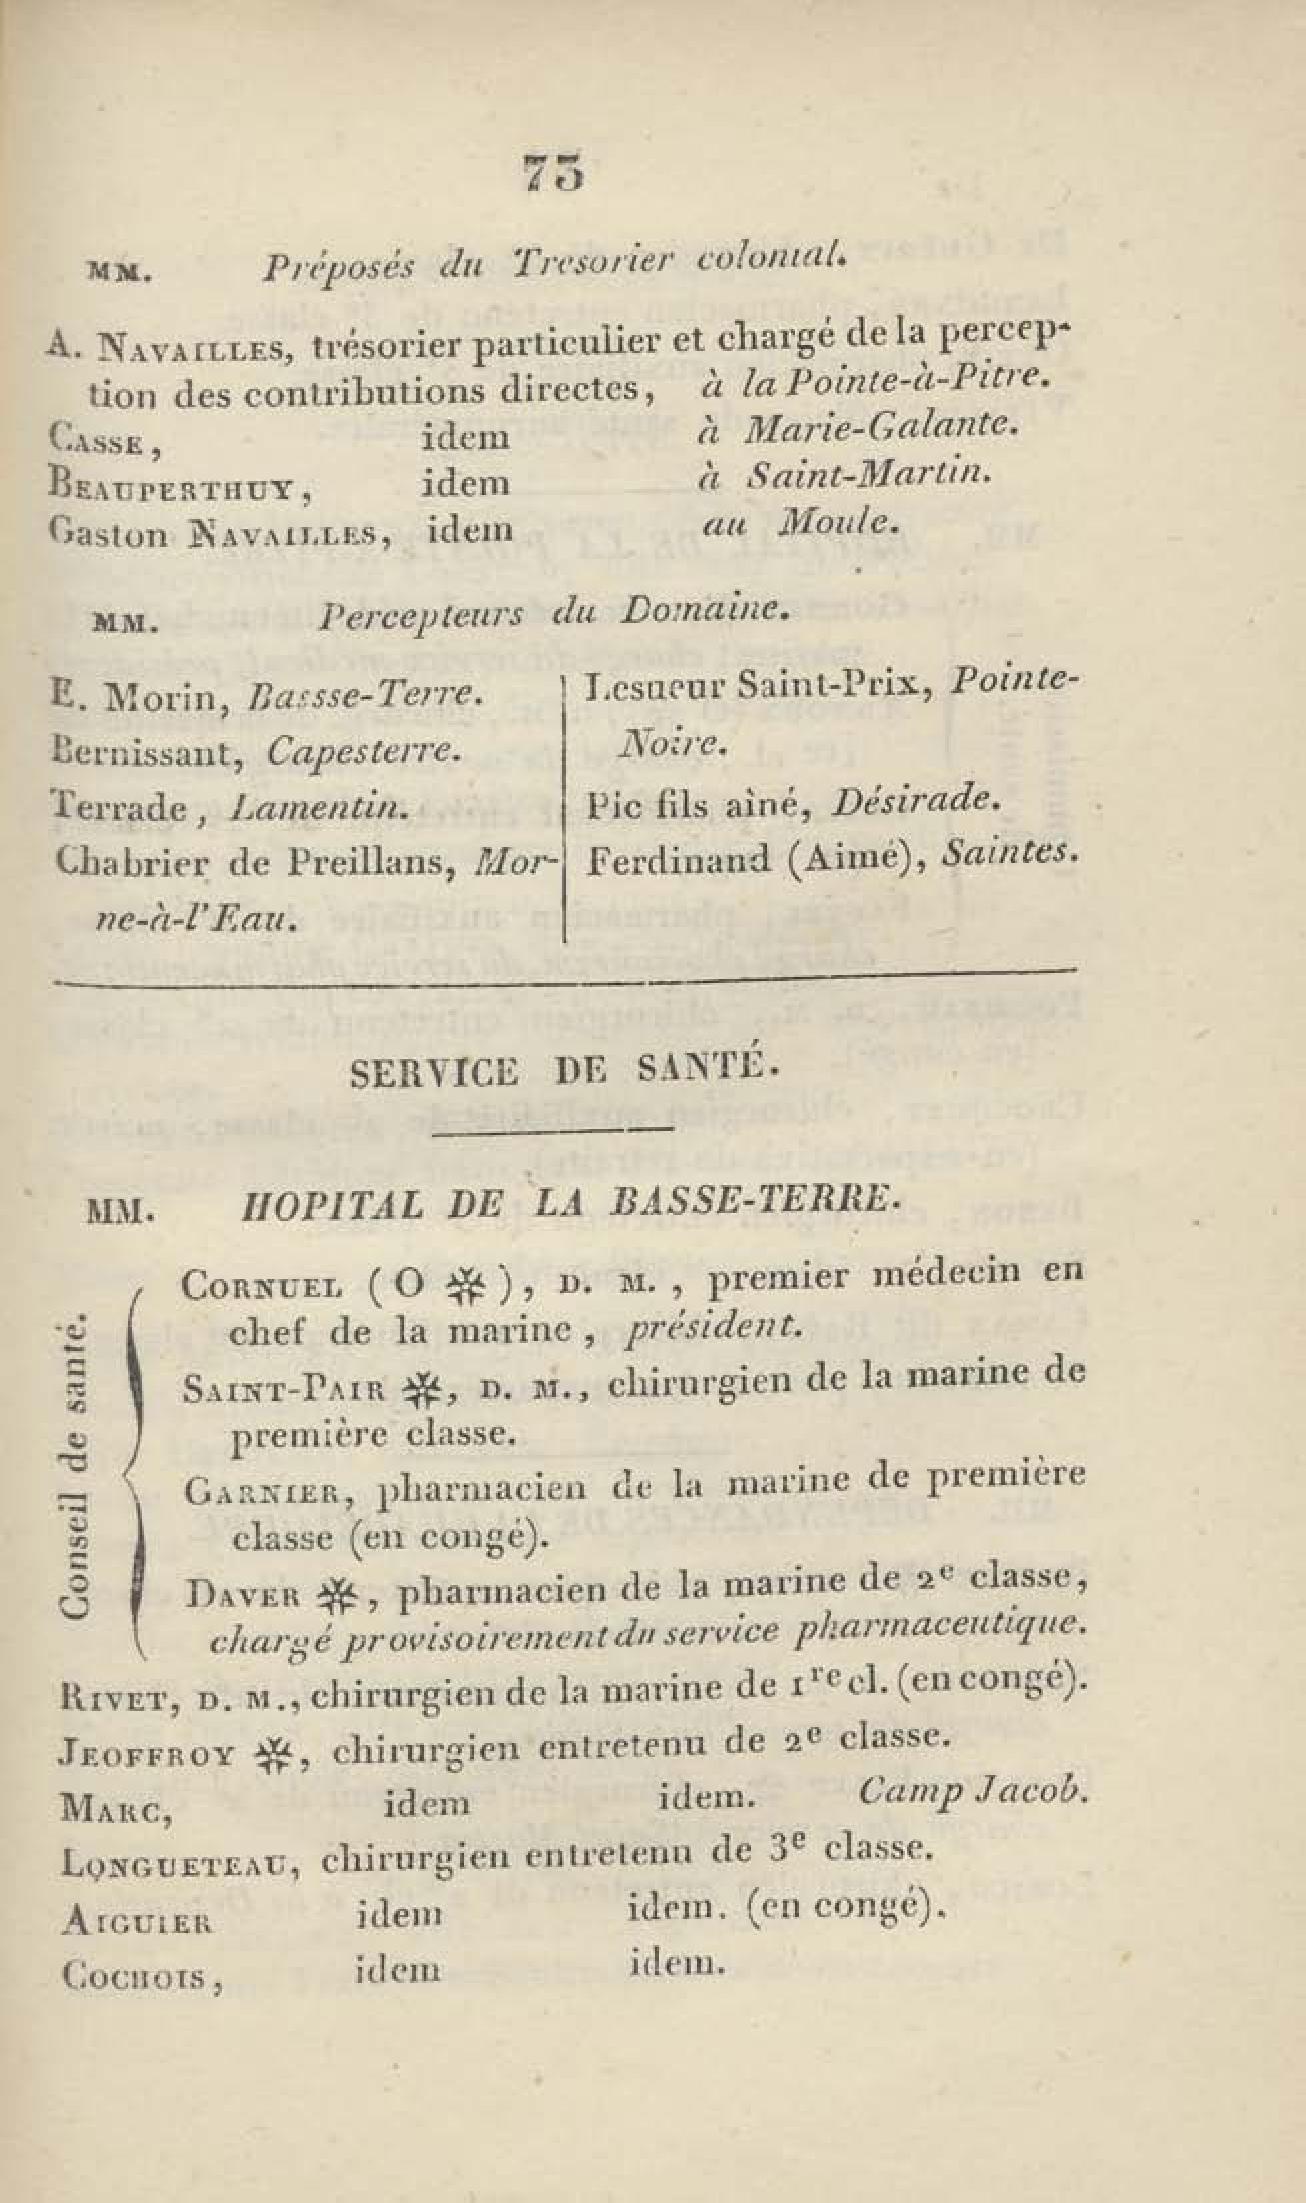 73
MM. Préposés du Tresorier colonial.
A. NAVAILLES, trésorier particulier et chargé de la percep-
tion des contributions directes, à la Pointe-à-Pitre.
CASSE, idem à Marie-Galante.
BEAUPERTHUY, idem à Saint-Martin.
Gaston NAVAILLES, idem au Moule.
MM. Percepteurs du Domaine.
E. Morin, Bassse-Terre.
Bernissant, Capesterre.
Terrade, Lamentin.
Chabrier de Preillans, Mor-
ne-à-l'Eau.
Lesueur Saint-Prix, Pointe-
Noire.
Pic fils aîné, Désirade.
Ferdinand (Aimé), Saintes.
SERVICE DE SANTÉ.
MM. HOPITAL DE LA BASSE-TERRE.
Conseil de santé.
CORNUEL (O ✻), D. M., premier médecin en
chef de la marine, président.
SAINT-PAIR ✻, D. M., chirurgien de la marine de
première classe.
GARNIER, pharmacien de la marine de première
classe (en congé).
DAVER ✻, pharmacien de la marine de 2e classe,
chargé provisoirement du service pharmaceutique.
RIVET, D. M., chirurgien de la marine de 1re cl. (en congé).
JEOFFROY ✻, chirurgien entretenu de 2e classe.
MARC, idem idem. Camp Jacob.
LONGUETEAU, chirurgien entretenu de 3e classe.
AIGUIER idem idem. (en congé).
COCHOIS, idem idem.